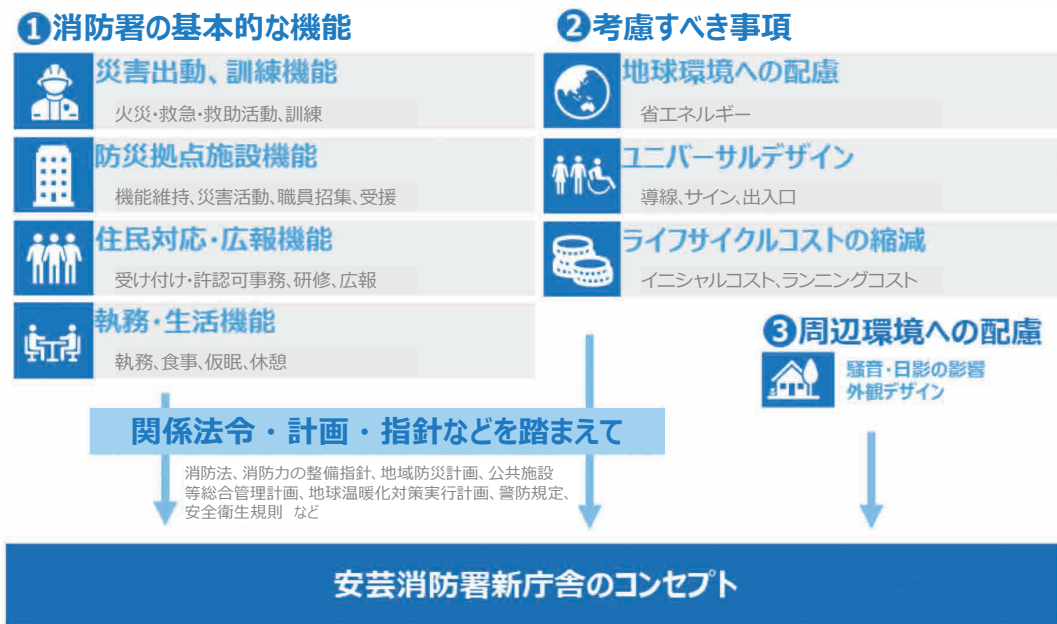 ❶消防署の基本的な機能
災害出動、訓練機能
火災・救急・救助活動、訓練
防災拠点施設機能
機能維持、災害活動、職員招集、受援
住民対応・広報機能
受け付け・許認可事務、研修、広報
執務・生活機能
執務、食事、仮眠、休憩
❷考慮すべき事項
地球環境への配慮
省エネルギー
ユニバーサルデザイン
導線、サイン、出入口
ライフサイクルコストの縮減
イニシャルコスト、ランニングコスト
❸周辺環境への配慮
騒音・日影の影響
外観デザイン
関係法令・計画・指針などを踏まえて
消防法、消防力の整備指針、地域防災計画、公共施設
等総合管理計画、地球温暖化対策実行計画、警防規定、
安全衛生規則 など
安芸消防署新庁舎のコンセプト